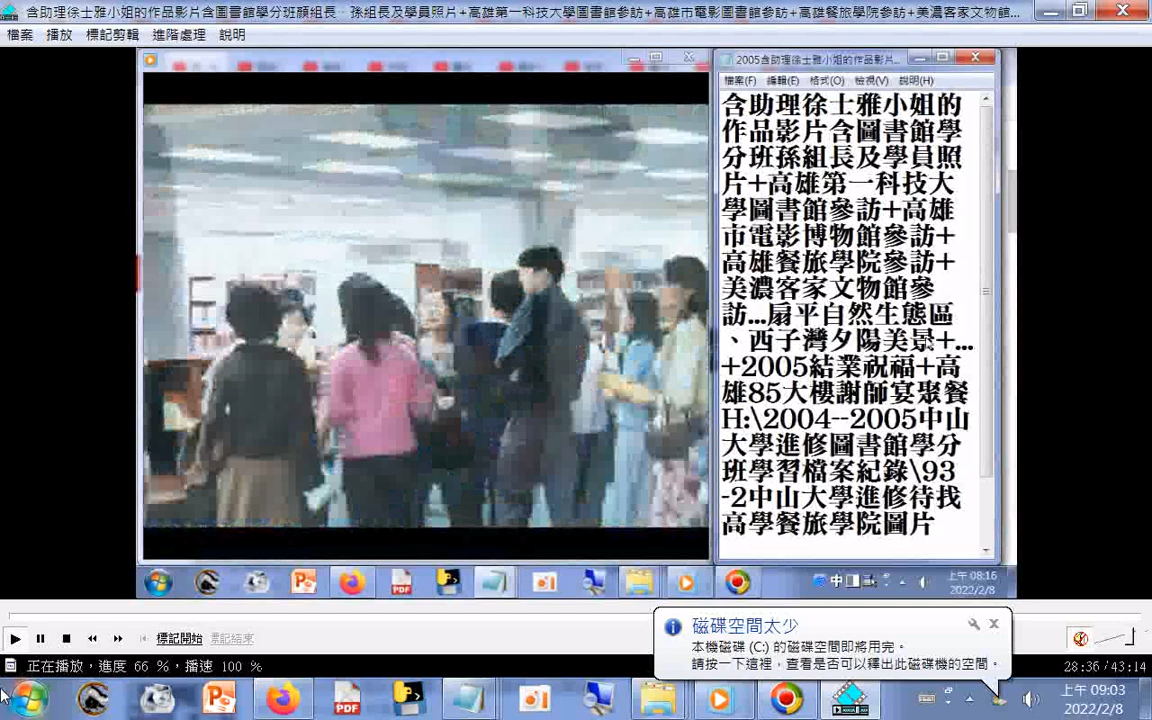 含助理徐士雅小姐的作品影片含圖書館學分班顏組長、孫組長及學員照片+高雄第一科技大學圖書館參訪+高雄市電影圖書館參訪+高雄餐旅學院參訪+美濃客家文物館...
檔案 播放 標記剪輯 進階處理 說明
2005含助理徐士雅小姐的作品影片...
檔案(F) 編輯(E) 格式(O) 檢視(V) 說明(H)
含助理徐士雅小姐的
作品影片含圖書館學
分班孫組長及學員照
片+高雄第一科技大
學圖書館參訪+高雄
市電影博物館參訪+
高雄餐旅學院參訪+
美濃客家文物館參
訪...扇平自然生態區
、西子灣夕陽美景+...
+2005結業祝福+高
雄85大樓謝師宴聚餐
H:\2004--2005中山
大學進修圖書館學分
班學習檔案紀錄\93
-2中山大學進修待找
高學餐旅學院圖片
中
上午 08:16
2022/2/8
標記開始 標記結束
磁碟空間太少
本機磁碟 (C:) 的磁碟空間即將用完。
請按一下這裡，查看是否可以釋出此磁碟機的空間。
正在播放，進度 66 %，播速 100 %
28:36/43:14
上午 09:03
2022/2/8